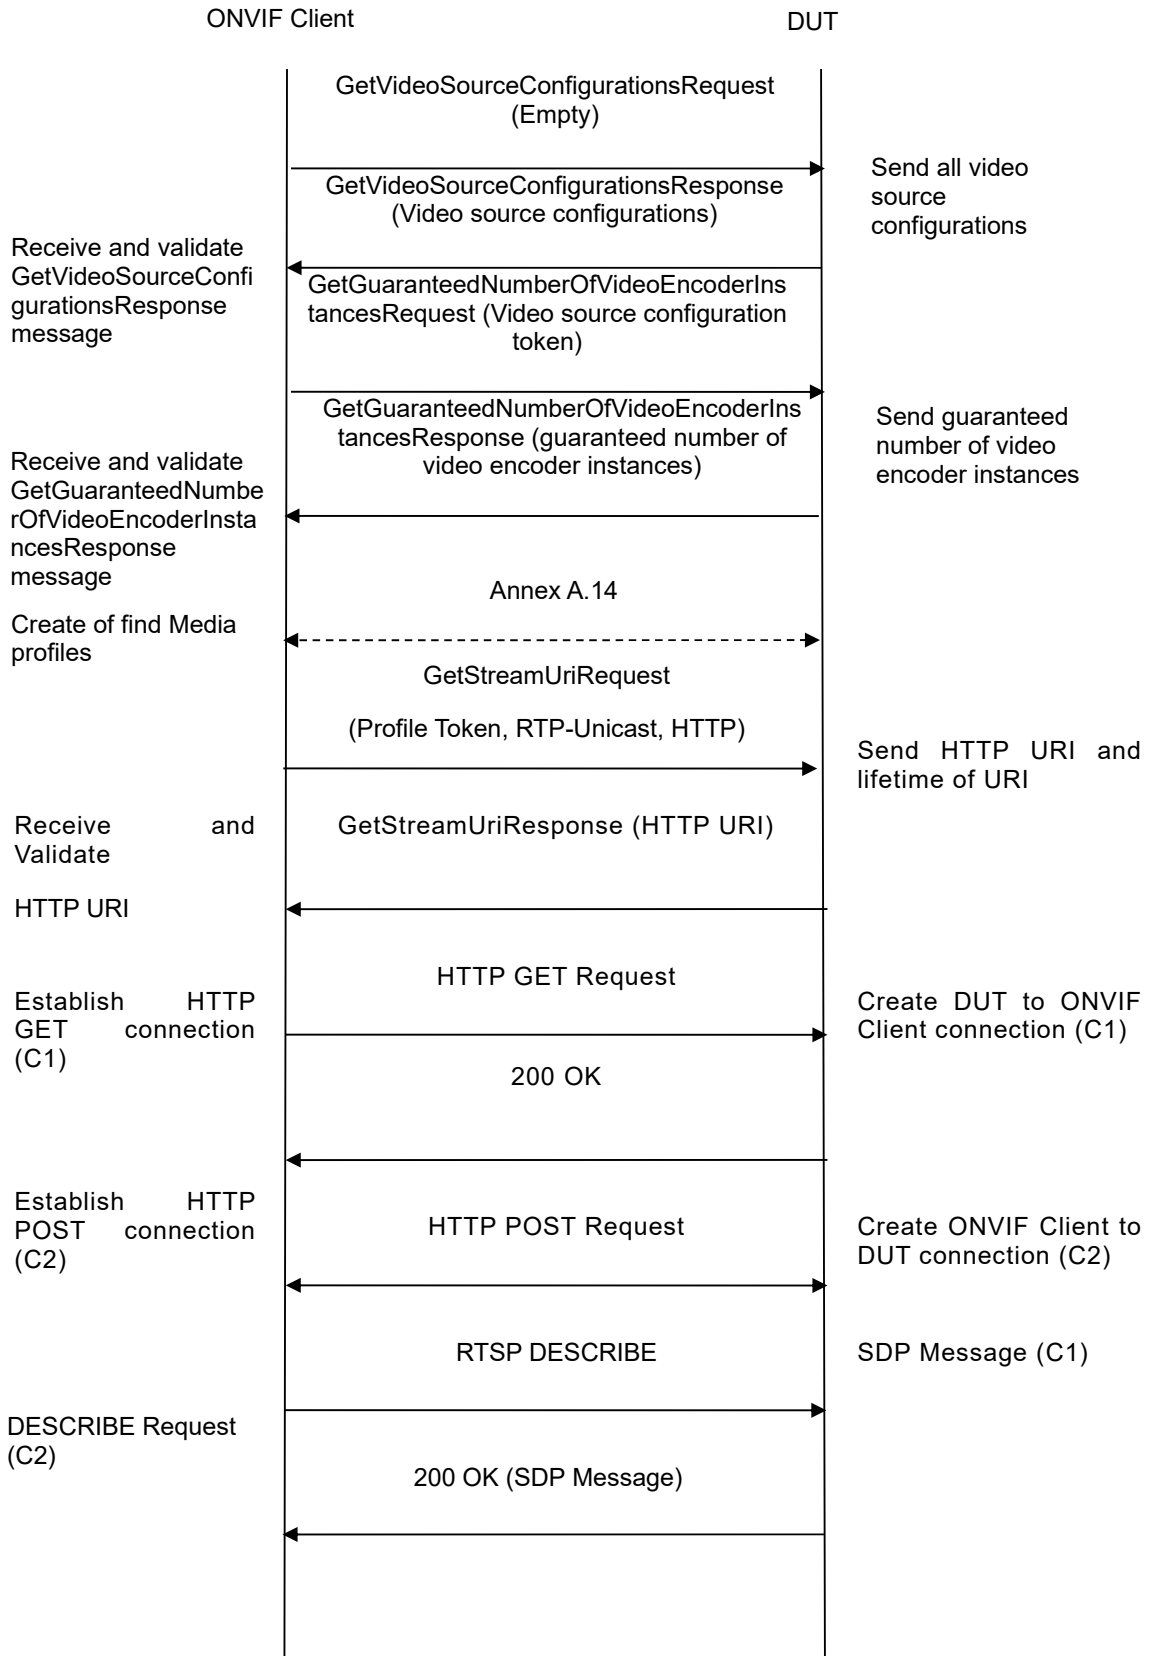 ONVIF Client
DUT
GetVideoSourceConfigurationsRequest
(Empty)
Send all video
source
configurations
GetVideoSourceConfigurationsResponse
(Video source configurations)
Receive and validate
GetVideoSourceConfi
gurationsResponse
message
GetGuaranteedNumberOfVideoEncoderIns
tancesRequest (Video source configuration
token)
GetGuaranteedNumberOfVideoEncoderIns
tancesResponse (guaranteed number of
video encoder instances)
Send guaranteed
number of video
encoder instances
Receive and validate
GetGuaranteedNumbe
rOfVideoEncoderInsta
ncesResponse
message
Annex A.14
Create of find Media
profiles
GetStreamUriRequest
(Profile Token, RTP-Unicast, HTTP)
Send HTTP URI and
lifetime of URI
Receive and
Validate
GetStreamUriResponse (HTTP URI)
HTTP URI
HTTP GET Request
Establish HTTP
GET connection
(C1)
Create DUT to ONVIF
Client connection (C1)
200 OK
Establish HTTP
POST connection
(C2)
HTTP POST Request
Create ONVIF Client to
DUT connection (C2)
RTSP DESCRIBE
SDP Message (C1)
DESCRIBE Request
(C2)
200 OK (SDP Message)